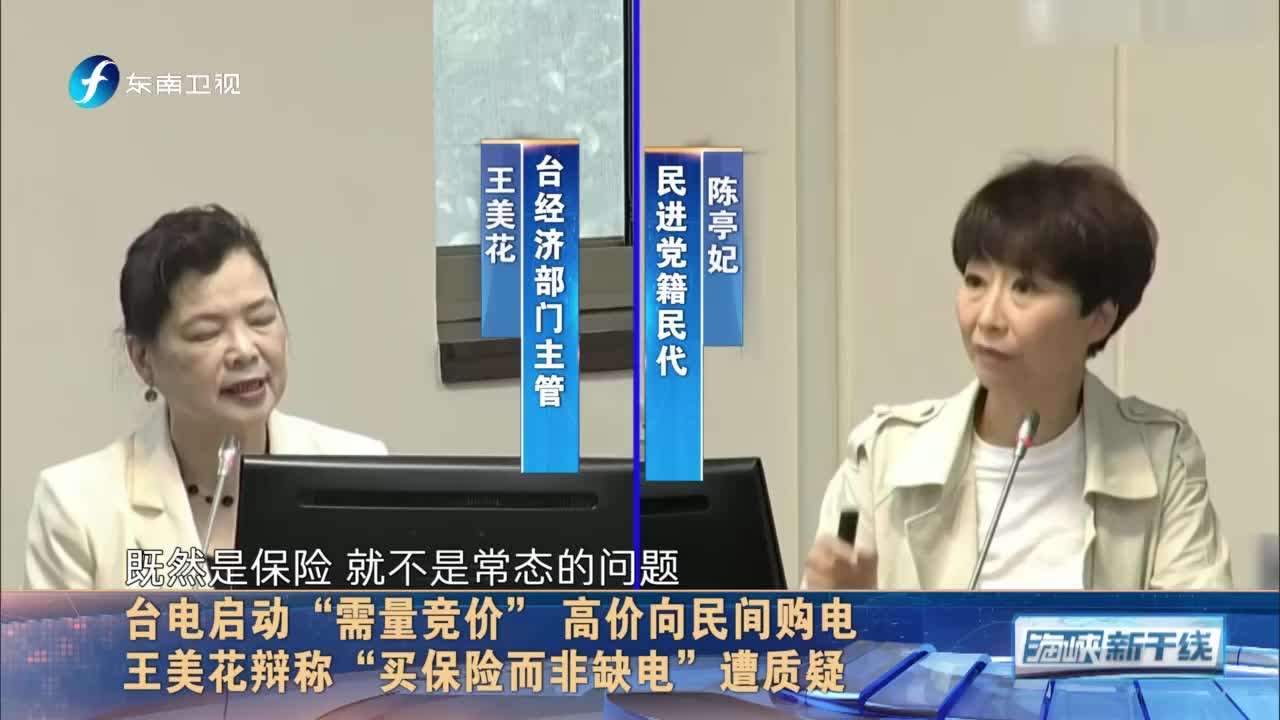 东南卫视
王美花
台经济部门主管
民进党籍民代
陈亭妃
既然是保险 就不是常态的问题
台电启动“需量竞价” 高价向民间购电
王美花辩称“买保险而非缺电”遭质疑
海峡新干线